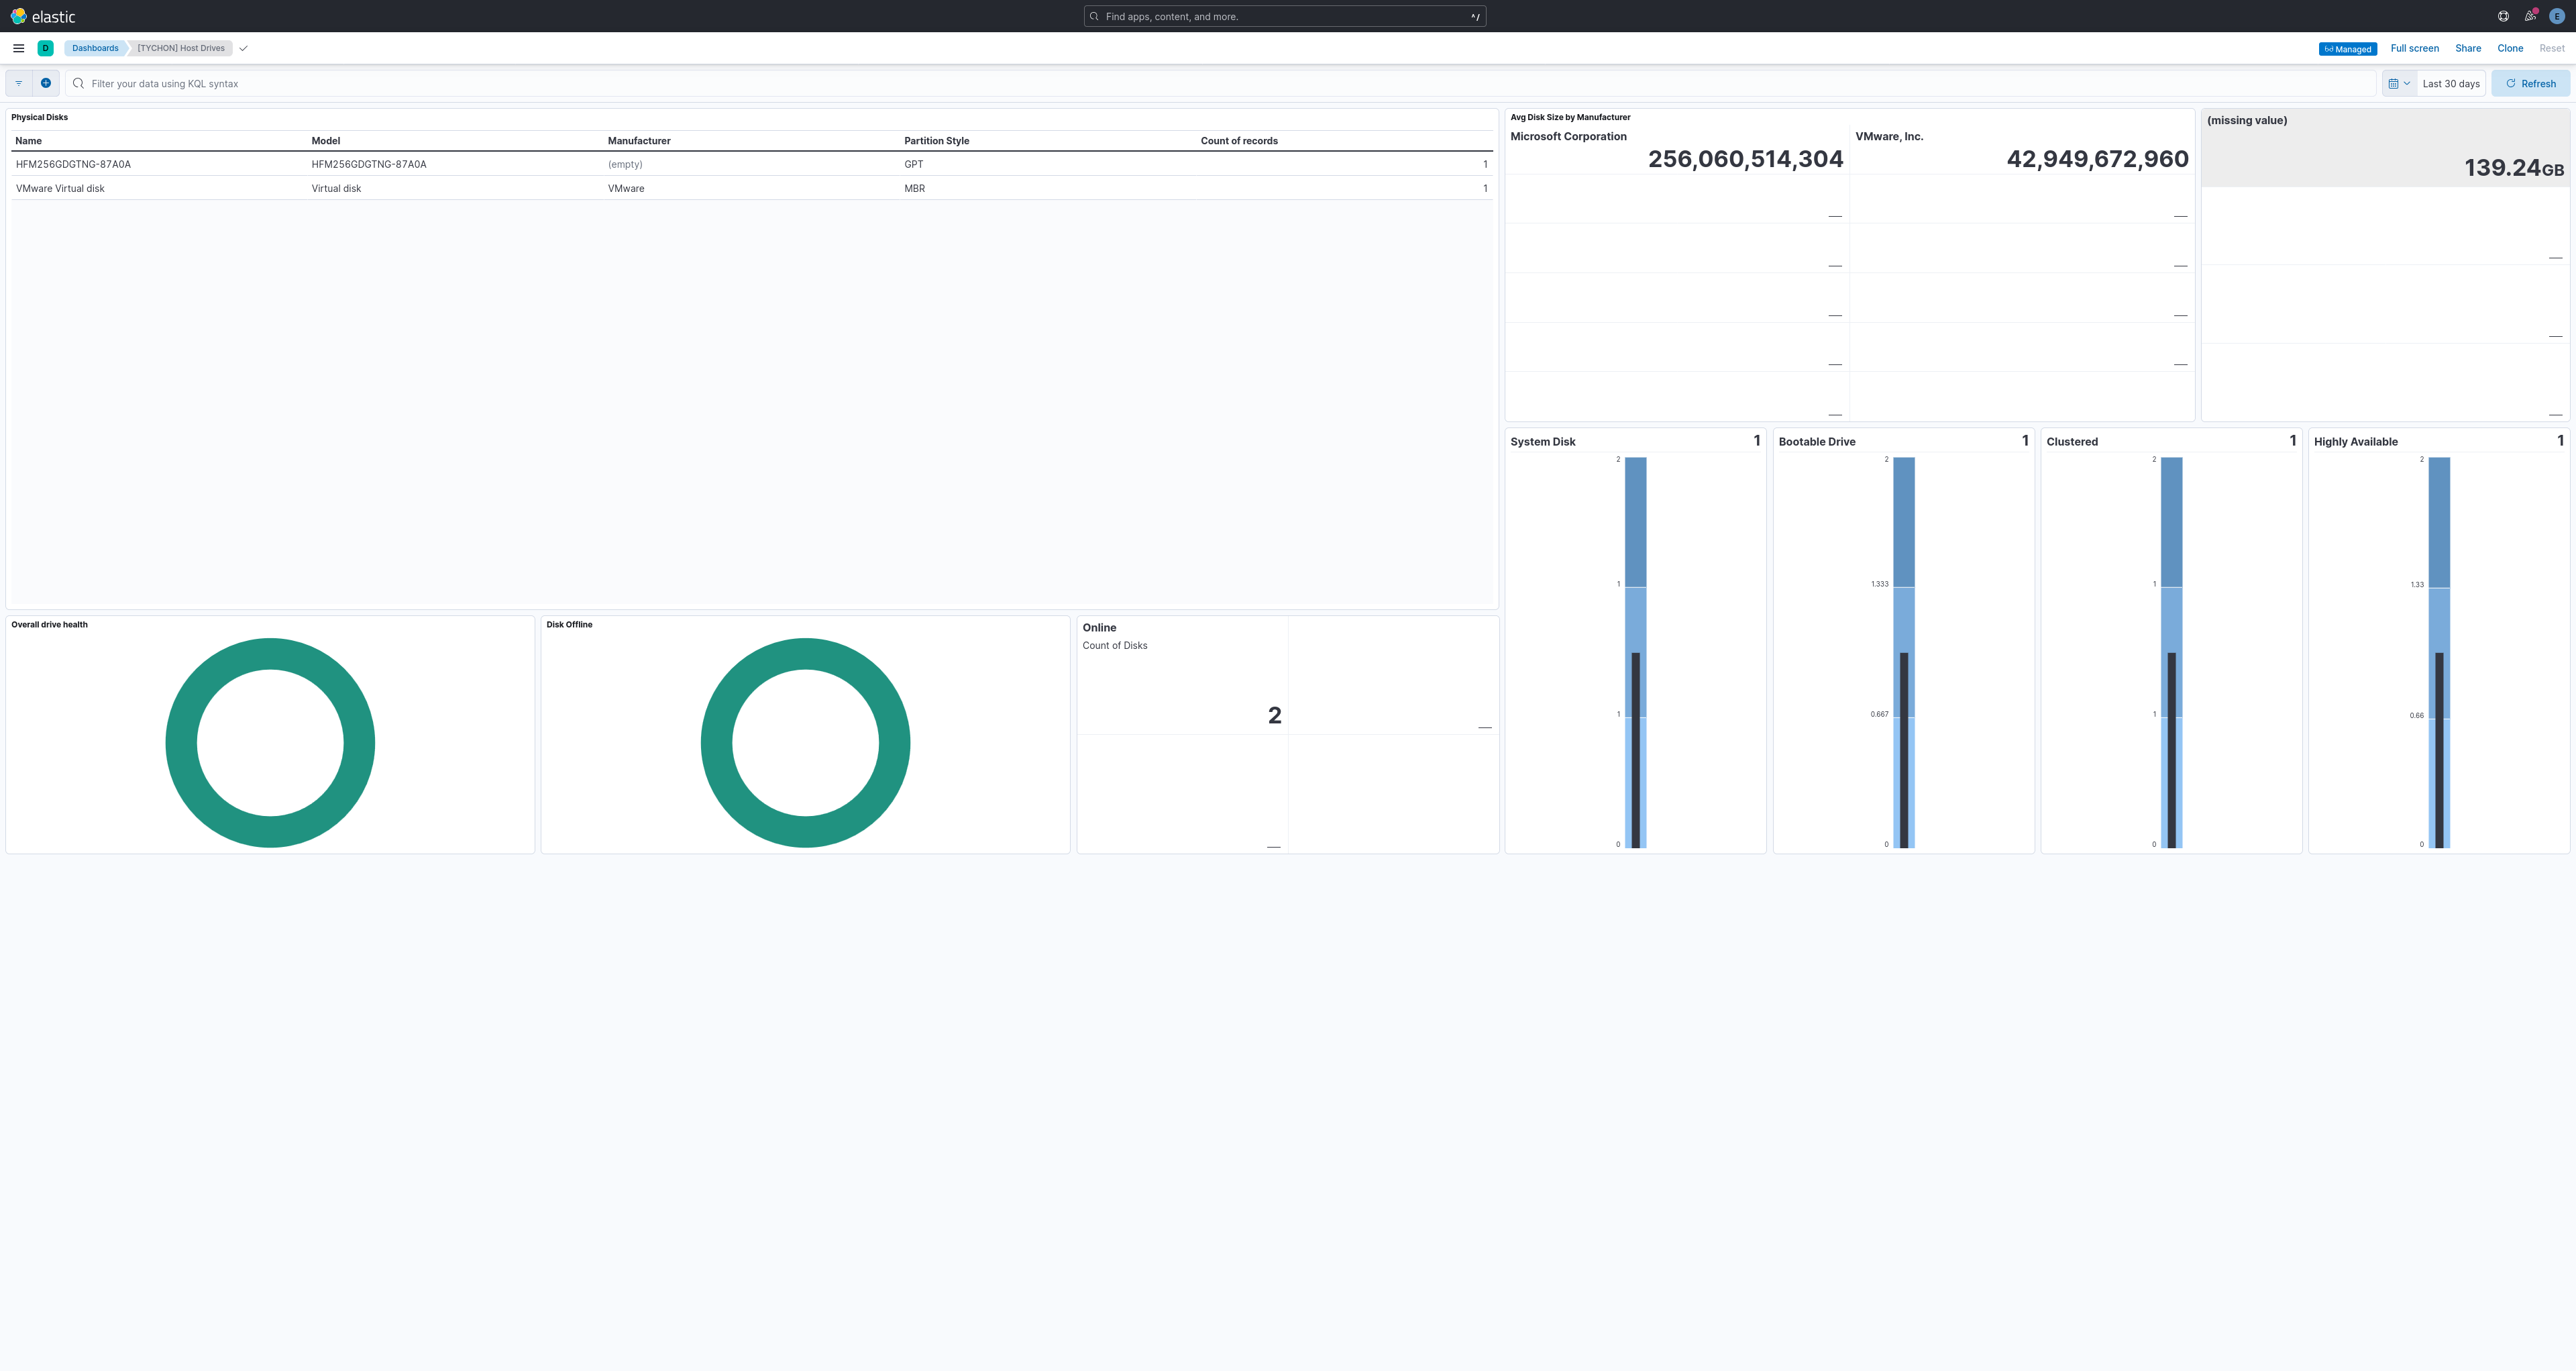 elastic
Find apps, content, and more.
^/
E
D
Dashboards
[TYCHON] Host Drives
Managed
Full screen
Share
Clone
Reset
Filter your data using KQL syntax
Last 30 days
Refresh
Physical Disks
Name Model Manufacturer Partition Style Count of records
HFM256GDGTNG-87A0A HFM256GDGTNG-87A0A (empty) GPT 1
VMware Virtual disk Virtual disk VMware MBR 1
Avg Disk Size by Manufacturer
Microsoft Corporation
256,060,514,304
VMware, Inc.
42,949,672,960
(missing value)
139.24GB
System Disk 1
2
1
1
0
Bootable Drive 1
2
1.333
0.667
0
Clustered 1
2
1
1
0
Highly Available 1
2
1.33
0.66
0
Overall drive health
Disk Offline
Online
Count of Disks
2